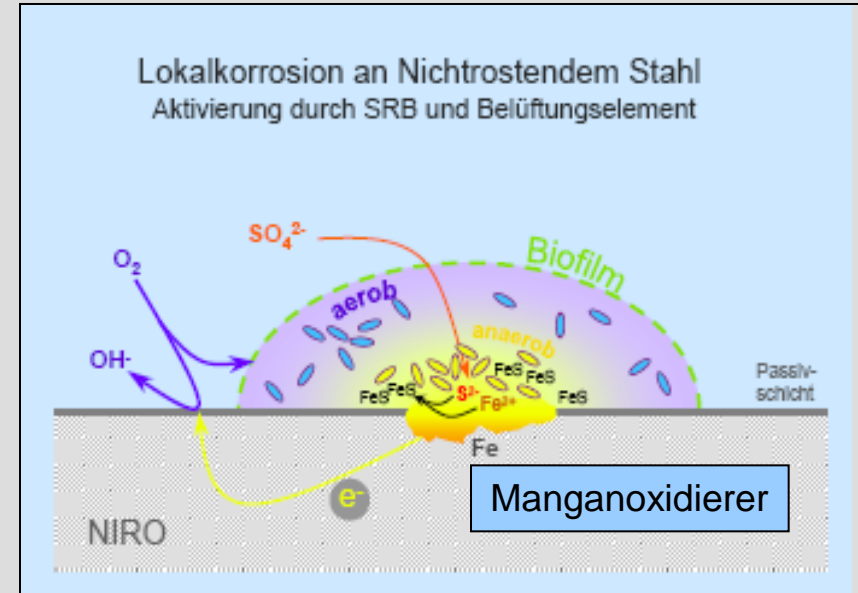 Lokalkorrosion an Nichtrostendem Stahl
Aktivierung durch SRB und Belüftungselement
SO₄²⁻
O₂
Biofilm
aerob
anaerob
OH-
Passiv-
schicht
FeS
FeS
FeS
FeS
FeS
S²⁻
Fe²⁺
Fe
e-
Manganoxidierer
NIRO